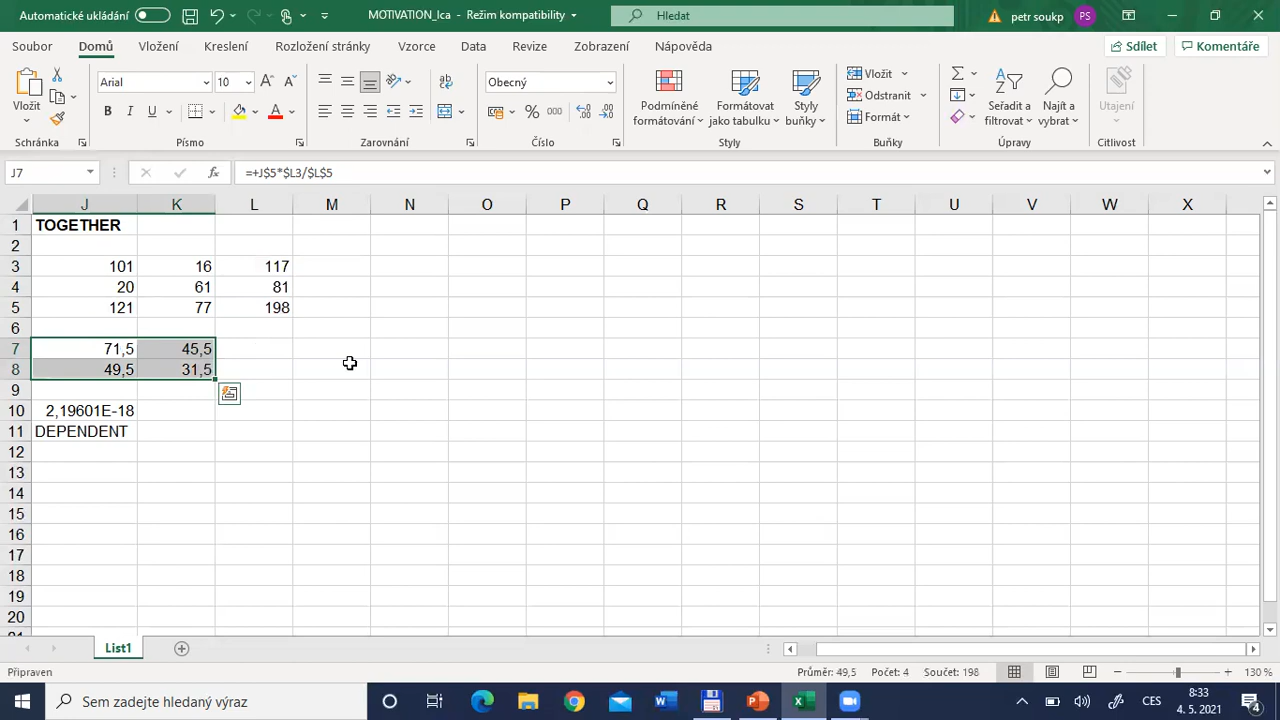 Automatické ukládání
MOTIVATION_lca - Režim kompatibility
Hledat
petr soukp
PS
Soubor Domů Vložení Kreslení Rozložení stránky Vzorce Data Revize Zobrazení Nápověda
Sdílet Komentáře
Vložit
Arial 10
B I U
Obecný
%
Podmíněné formátování
Formátovat jako tabulku
Styly buňky
Vložit
Odstranit
Formát
Seřadit a filtrovat
Najít a vybrat
Utajení
Schránka Písmo Zarovnání Číslo Styly Buňky Úpravy Citlivost
J7 fx =+J$5*$L3/$L$5
J K L M N O P Q R S T U V W X
1 TOGETHER
2
3 101 16 117
4 20 61 81
5 121 77 198
6
7 71,5 45,5
8 49,5 31,5
9
10 2,19601E-18
11 DEPENDENT
12
13
14
15
16
17
18
19
20
21
List1
Připraven
Průměr: 49,5 Počet: 4 Součet: 198
130 %
Sem zadejte hledaný výraz
CES
8:33
4. 5. 2021
4